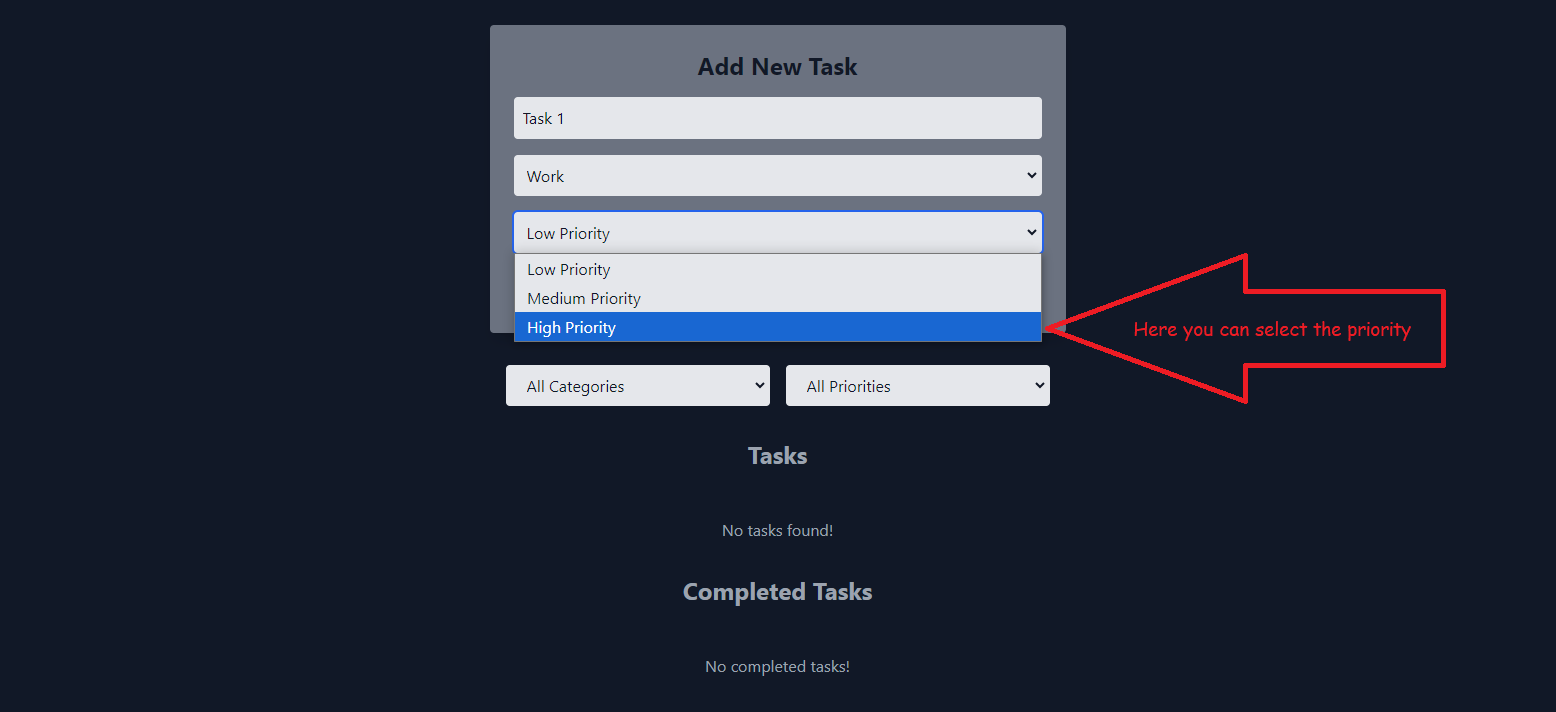 Add New Task
Task 1
Work
Low Priority
Low Priority
Medium Priority
High Priority
Here you can select the priority
All Categories
All Priorities
Tasks
No tasks found!
Completed Tasks
No completed tasks!